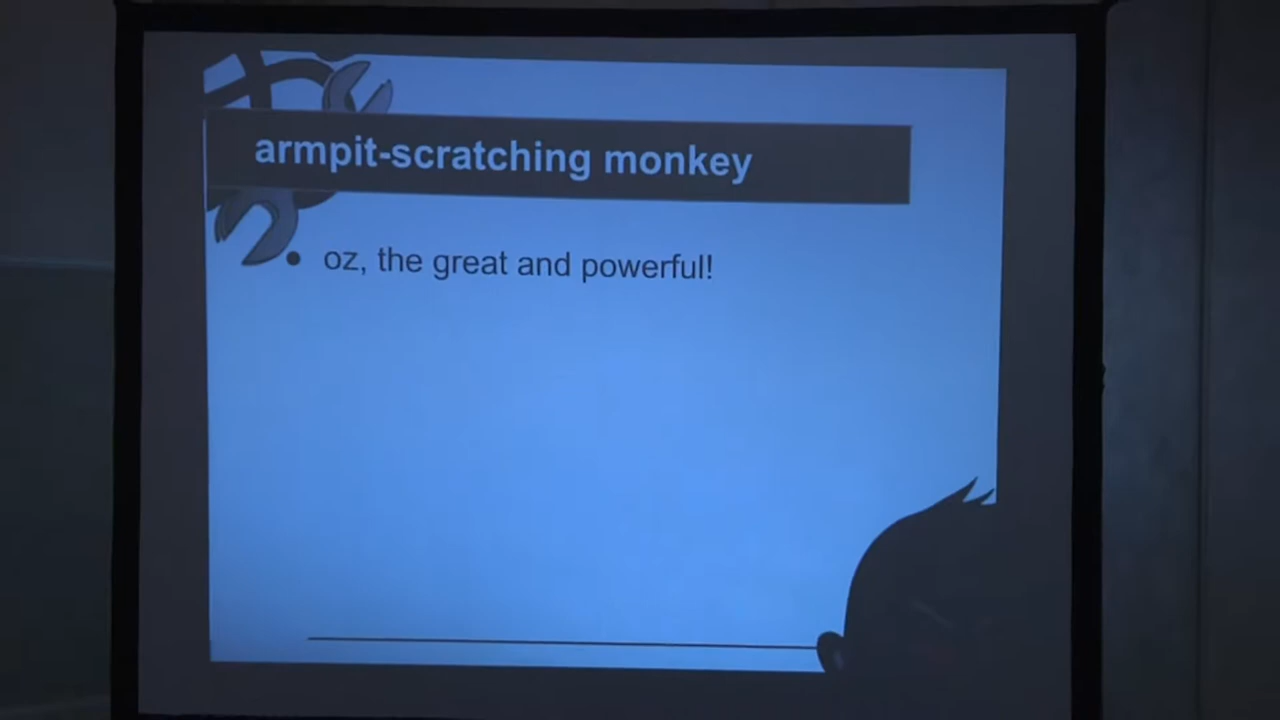 armpit-scratching monkey
• oz, the great and powerful!